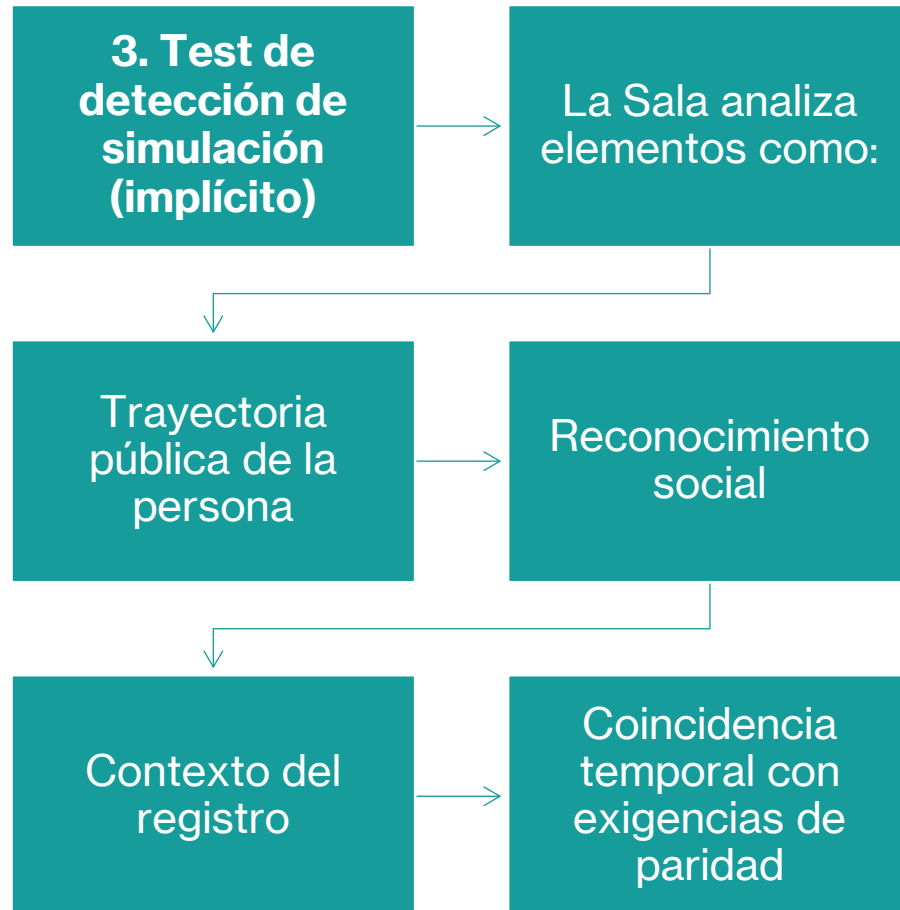 3. Test de
detección de
simulación
(implícito)
La Sala analiza
elementos como:
Trayectoria
pública de la
persona
Reconocimiento
social
Contexto del
registro
Coincidencia
temporal con
exigencias de
paridad